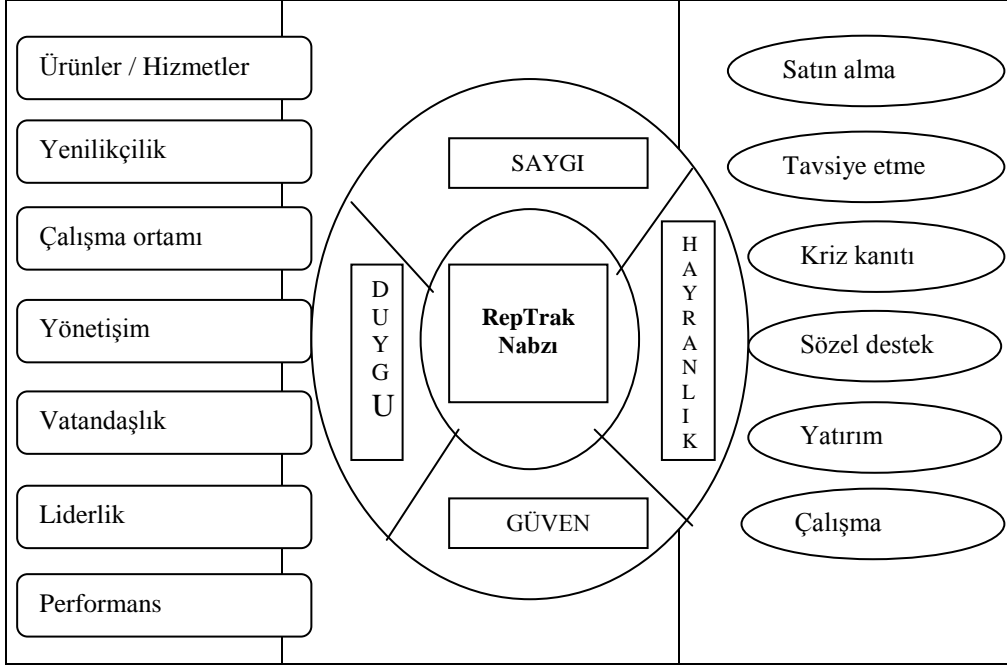 Ürünler / Hizmetler
Yenilikçilik
Çalışma ortamı
Yönetişim
Vatandaşlık
Liderlik
Performans
SAYGI
DUYGU
RepTrak
Nabzı
HAYRANLIK
GÜVEN
Satın alma
Tavsiye etme
Kriz kanıtı
Sözel destek
Yatırım
Çalışma